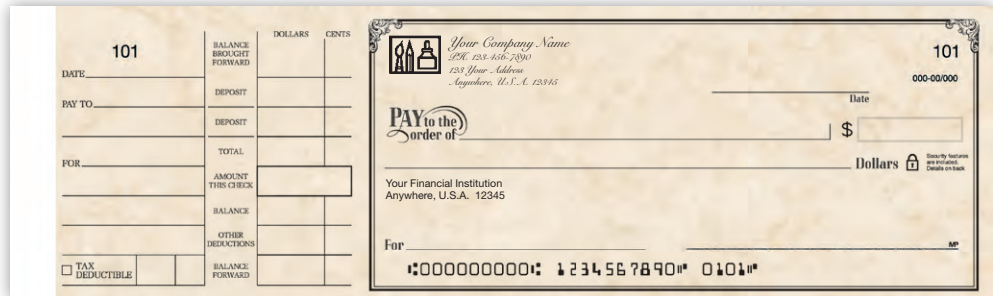 101
DATE
PAY TO
FOR
TAX
DEDUCTIBLE
DOLLARS CENTS
BALANCE
BROUGHT
FORWARD
DEPOSIT
DEPOSIT
TOTAL
AMOUNT
THIS CHECK
BALANCE
OTHER
DEDUCTIONS
BALANCE
FORWARD
Your Company Name
PH. 123-456-7890
123 Your Address
Anywhere, U.S.A. 12345
101
000-00/000
Date
PAY to the
order of
$
Dollars
Security features
are included.
Details on back
Your Financial Institution
Anywhere, U.S.A. 12345
For
MP
⑆000000000⑆ 1234567890⑈ 0101⑈